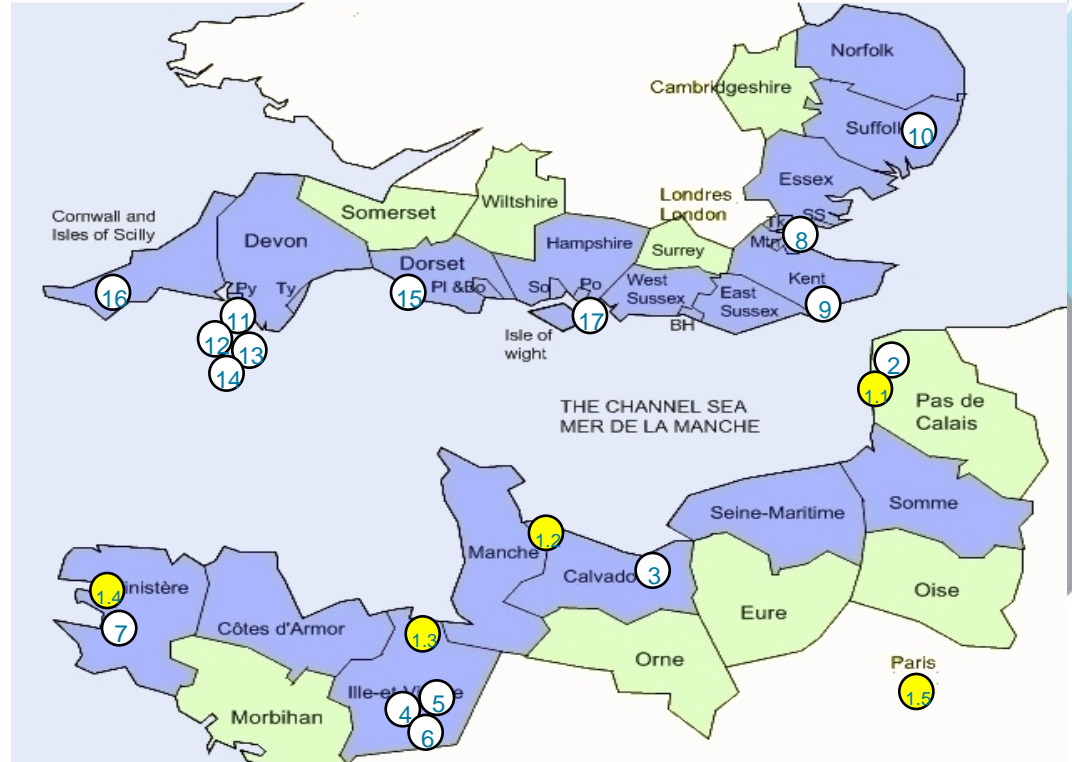 Norfolk
Cambridgeshire
Suffolk
10
Essex
Londres
London
SS
Tk
8
Mtn
Kent
9
Cornwall and
Isles of Scilly
16
Devon
Py
Ty
11
12
13
14
Somerset
Wiltshire
Dorset
15
Pl &Bo
Hampshire
So
Po
17
Isle of
wight
Surrey
West
Sussex
East
Sussex
BH
THE CHANNEL SEA
MER DE LA MANCHE
2
1.1
Pas de
Calais
Somme
Seine-Maritime
Oise
Eure
1.2
Manche
Calvado
3
Orne
Paris
1.5
1.4
inistère
7
Côtes d'Armor
1.3
Ille-et-Vi
e
4
5
6
Morbihan